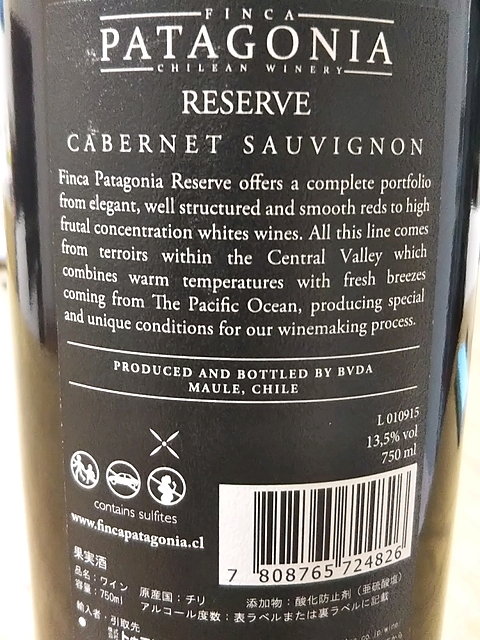 FINCA
PATAGONIA
CHILEAN WINERY
RESERVE
CABERNET SAUVIGNON
Finca Patagonia Reserve offers a complete portfolio
from elegant, well structured and smooth reds to high
frutal concentration whites wines. All this line comes
from terroirs within the Central Valley which
combines warm temperatures with fresh breezes
coming from The Pacific Ocean, producing special
and unique conditions for our winemaking process.
PRODUCED AND BOTTLED BY BVDA
MAULE, CHILE
L 010915
13,5% vol
750 ml
contains sulfites
www.fincapatagonia.cl
7 808765 724826
果実酒
品名：ワイン 原産国：チリ 添加物：酸化防止剤（亜硫酸塩）
容量：750ml アルコール度数：表ラベルまたは裏ラベルに記載
輸入者：引取先